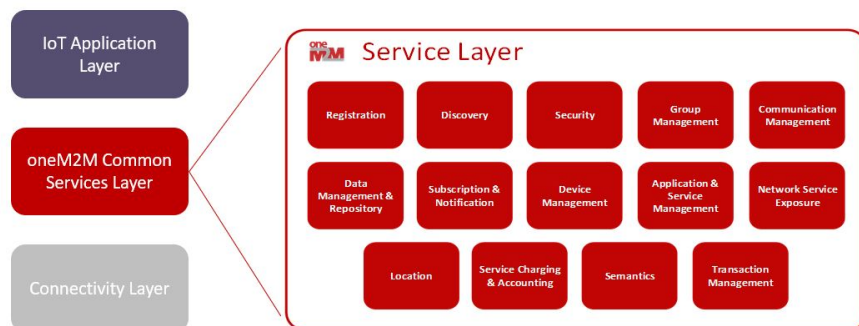 IoT Application
Layer
oneM2M Common
Services Layer
Connectivity Layer
one
M2M
Service Layer
Registration
Discovery
Security
Group
Management
Communication
Management
Data
Management &
Repository
Subscription &
Notification
Device
Management
Application &
Service
Management
Network Service
Exposure
Location
Service Charging
& Accounting
Semantics
Transaction
Management